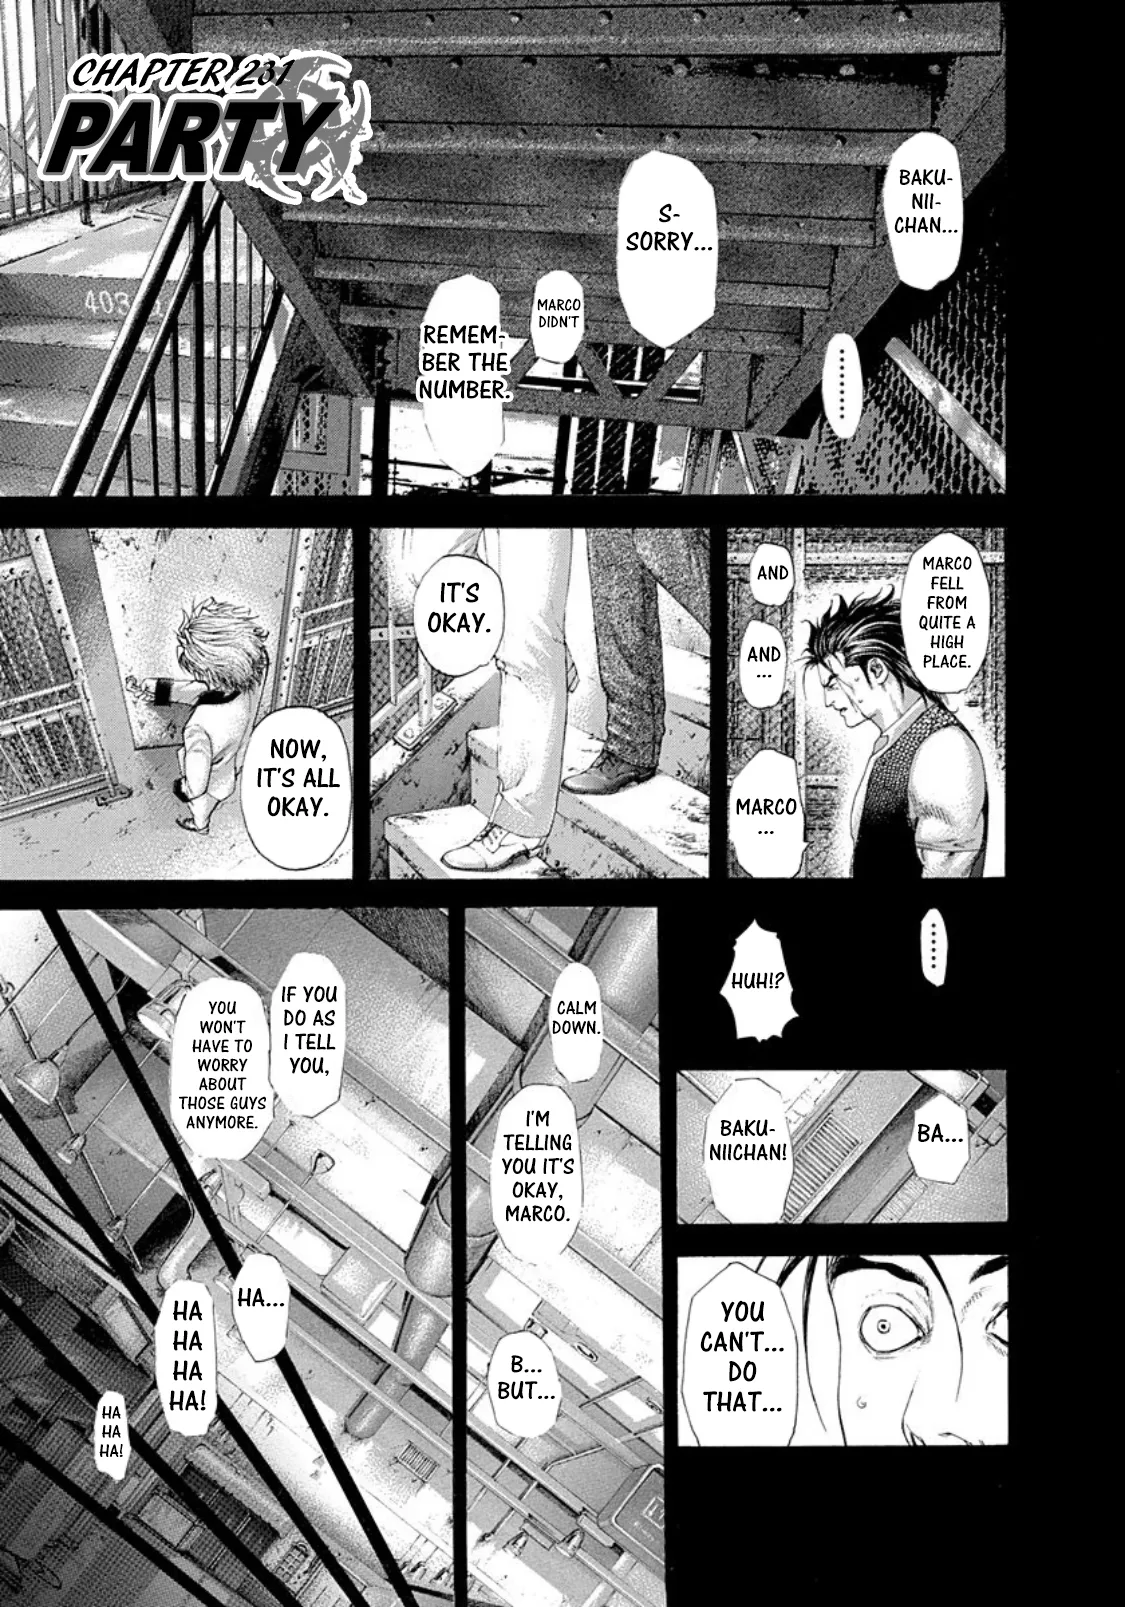 CHAPTER 231
PARTY
BAKU-
NII-
CHAN...
S-
SORRY...
MARCO
DIDN'T
REMEM-
BER THE
NUMBER.
403
MARCO
FELL
FROM
QUITE A
HIGH
PLACE.
AND
AND
...
MARCO
...
IT'S
OKAY.
NOW,
IT'S ALL
OKAY.
HUH!?
BA...
BAKU-
NIICHAN!
YOU
CAN'T...
DO
THAT...
CALM
DOWN.
I'M
TELLING
YOU IT'S
OKAY,
MARCO.
B...
BUT...
IF YOU
DO AS
I TELL
YOU,
YOU
WON'T
HAVE TO
WORRY
ABOUT
THOSE GUYS
ANYMORE.
HA...
HA
HA
HA
HA!
HA
HA
HA!